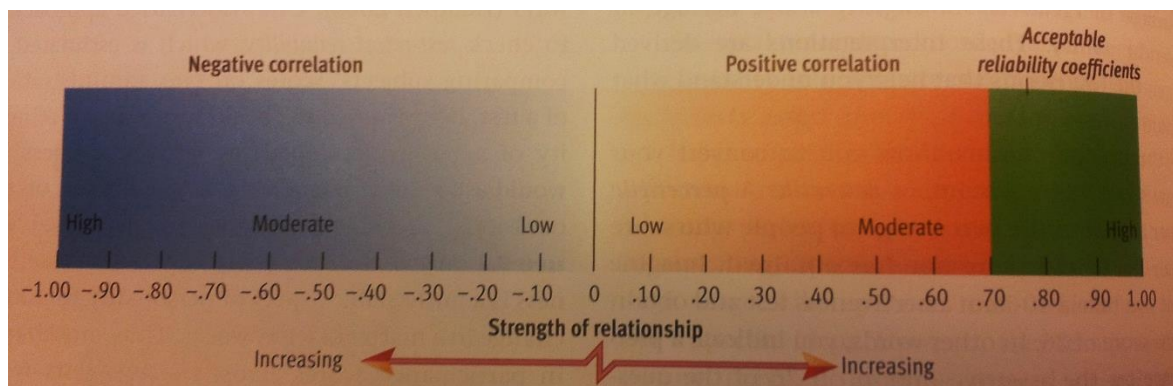 Acceptable
Negative correlation Positive correlation reliability coefficients
High Moderate Low Low Moderate High
-1.00 -.90 -.80 -.70 -.60 -.50 -.40 -.30 -.20 -.10 0 .10 .20 .30 .40 .50 .60 .70 .80 .90 1.00
Strength of relationship
Increasing Increasing